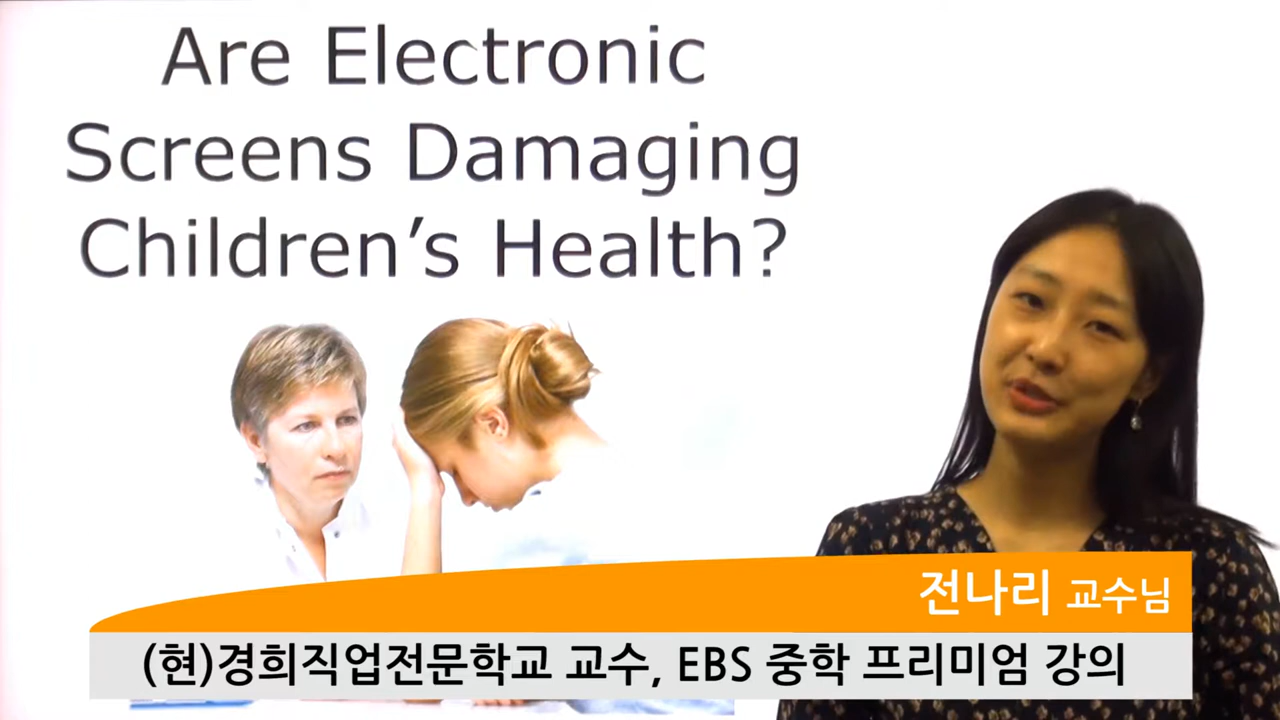 Are Electronic
Screens Damaging
Children’s Health?
전나리 교수님
(현)경희직업전문학교 교수, EBS 중학 프리미엄 강의